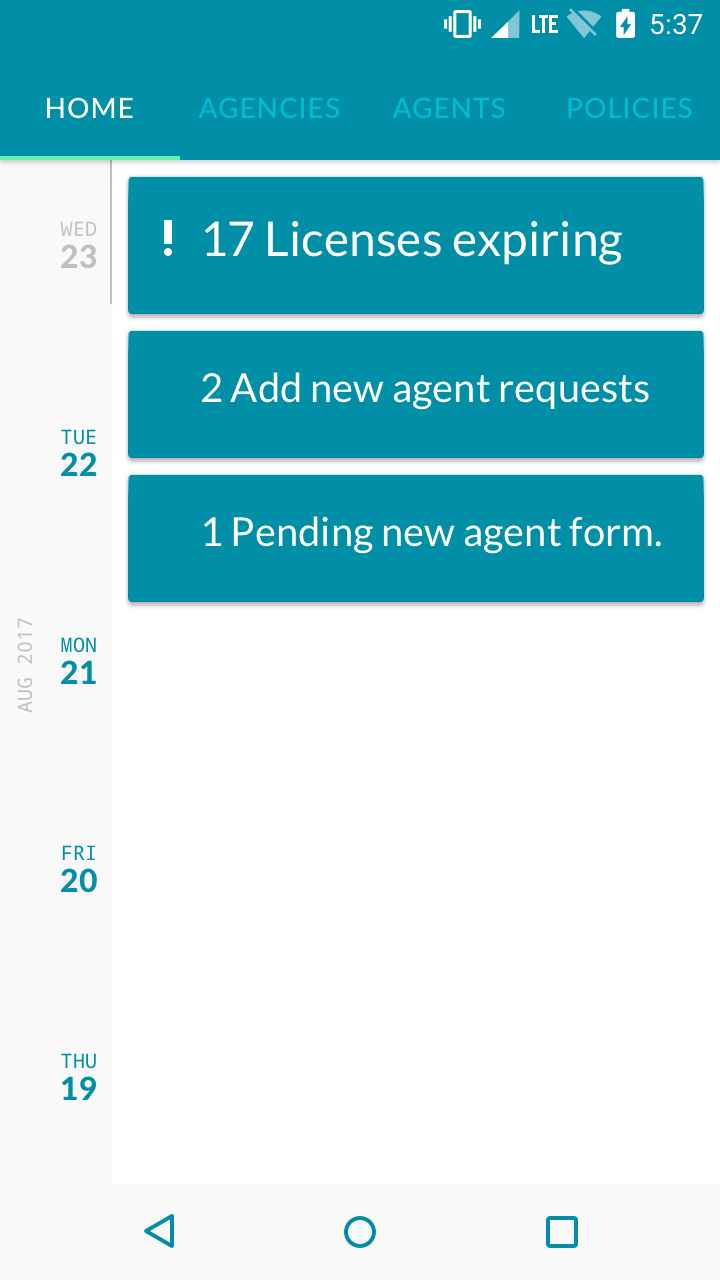 LTE 5:37
HOME AGENCIES AGENTS POLICIES
WED
23
! 17 Licenses expiring
2 Add new agent requests
TUE
22
1 Pending new agent form.
AUG 2017
MON
21
FRI
20
THU
19